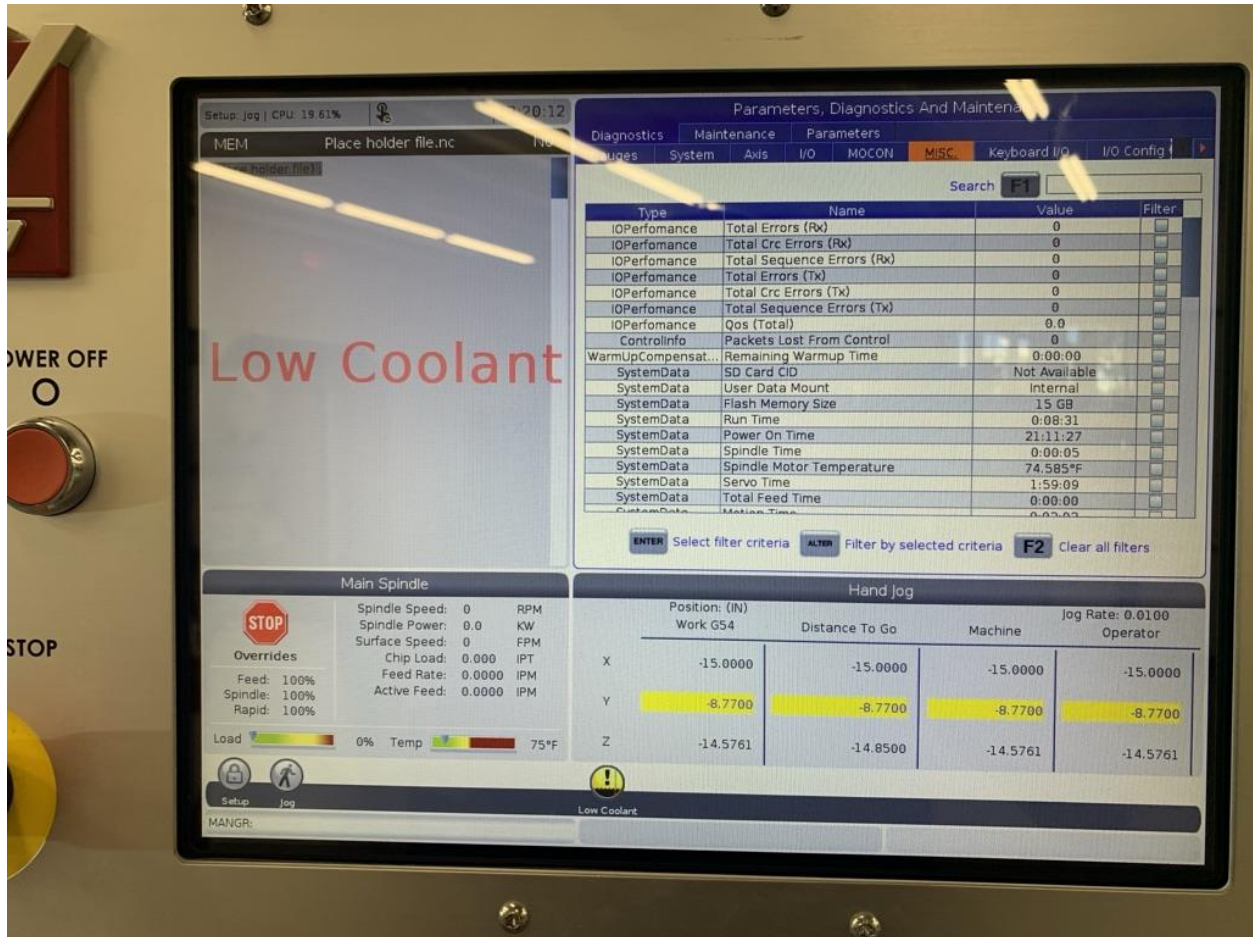 Setup: Jog | CPU: 19.61%
20:12
MEM Place holder file.nc
holder file)
Low Coolant
Parameters, Diagnostics And
Diagnostics Maintenance Parameters
System Axis I/O MOCON MISC. Keyboard I/O I/O Config
Search F1
Type Name Value Filter
IOPerfomance Total Errors (Rx) 0
IOPerfomance Total Crc Errors (Rx) 0
IOPerfomance Total Sequence Errors (Rx) 0
IOPerfomance Total Errors (Tx) 0
IOPerfomance Total Crc Errors (Tx) 0
IOPerfomance Total Sequence Errors (Tx) 0
IOPerfomance Qos (Total) 0.0
ControlInfo Packets Lost From Control 0
WarmUpCompensat... Remaining Warmup Time 0:00:00
SystemData SD Card CID Not Available
SystemData User Data Mount Internal
SystemData Flash Memory Size 15 GB
SystemData Run Time 0:08:31
SystemData Power On Time 21:11:27
SystemData Spindle Time 0:00:05
SystemData Spindle Motor Temperature 74.585°F
SystemData Servo Time 1:59:09
SystemData Total Feed Time 0:00:00
SystemData Motion Time
ENTER Select filter criteria ALTER Filter by selected criteria F2 Clear all filters
OWER OFF
STOP
Main Spindle
STOP
Overrides
Feed: 100%
Spindle: 100%
Rapid: 100%
Spindle Speed: 0 RPM
Spindle Power: 0.0 KW
Surface Speed: 0 FPM
Chip Load: 0.000 IPT
Feed Rate: 0.0000 IPM
Active Feed: 0.0000 IPM
Load 0% Temp 75°F
Hand Jog
Position: (IN) Jog Rate: 0.0100
Work G54 Distance To Go Machine Operator
X -15.0000 -15.0000 -15.0000 -15.0000
Y -8.7700 -8.7700 -8.7700 -8.7700
Z -14.5761 -14.8500 -14.5761 -14.5761
Setup Jog
Low Coolant
MANGR: